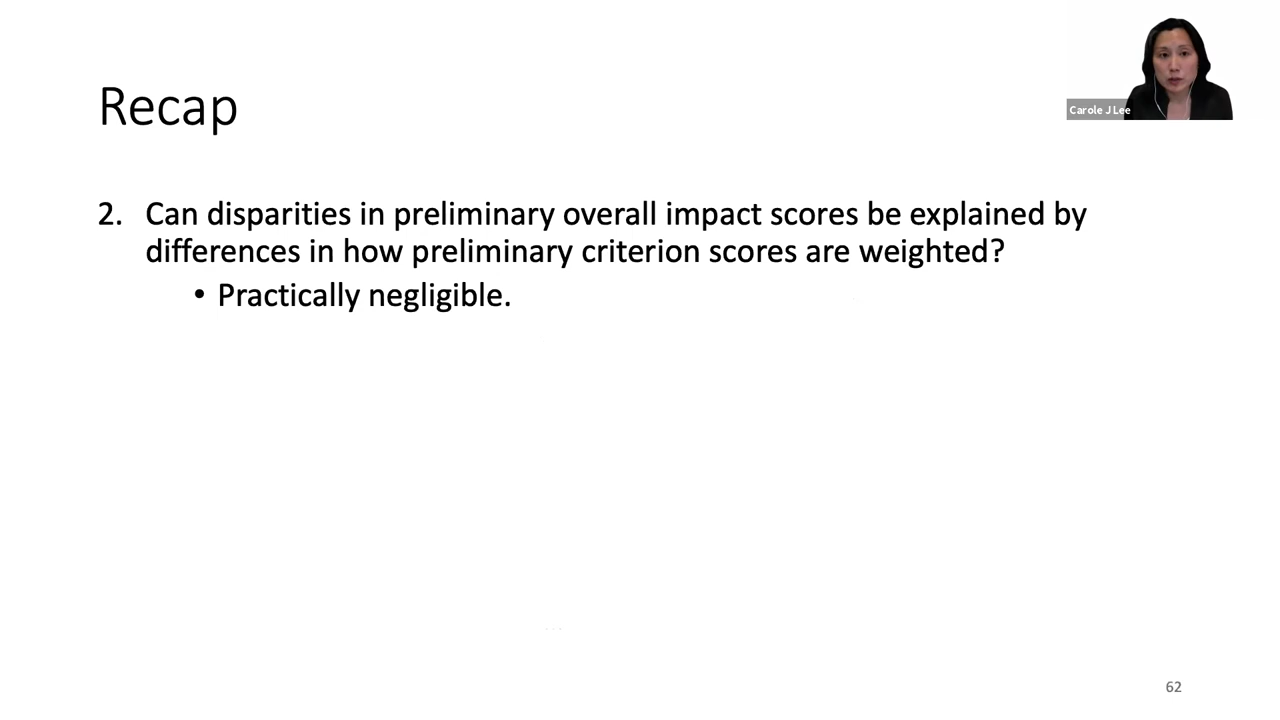 Recap
Carole J Lee
2. Can disparities in preliminary overall impact scores be explained by
differences in how preliminary criterion scores are weighted?
• Practically negligible.
62